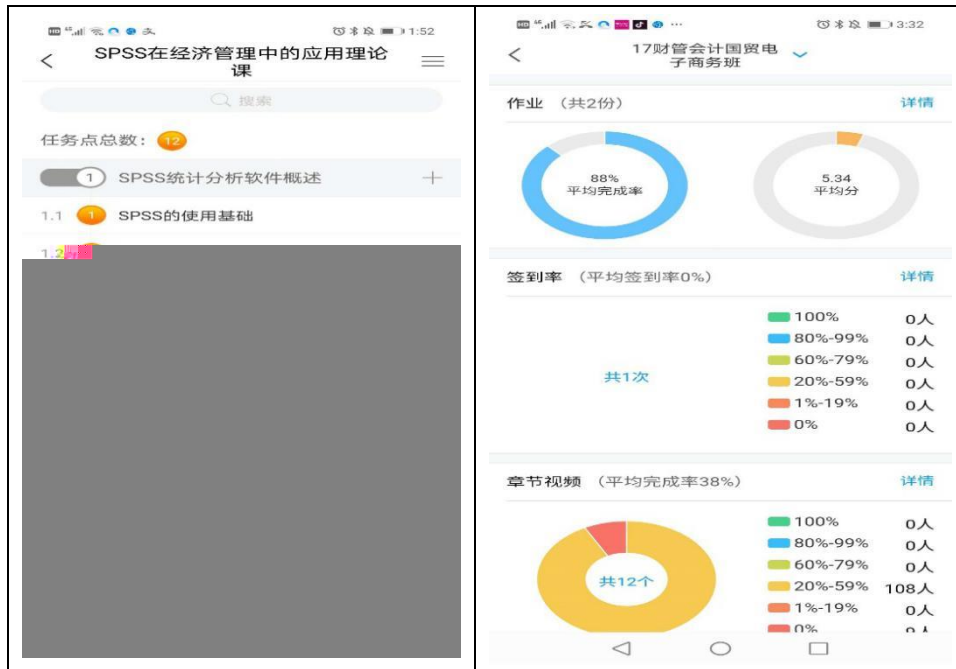 HD 1:52
SPSS在经济管理中的应用理论
课
搜索
任务点总数: 12
1 SPSS统计分析软件概述
1.1 1 SPSS的使用基础
1.2
3:32
17财管会计国贸电
子商务班
作业 (共2份) 详情
88%
平均完成率
5.34
平均分
签到率 (平均签到率0%) 详情
共1次
100% 0人
80%-99% 0人
60%-79% 0人
20%-59% 0人
1%-19% 0人
0% 0人
章节视频 (平均完成率38%) 详情
共12个
100% 0人
80%-99% 0人
60%-79% 0人
20%-59% 108人
1%-19% 0人
0%